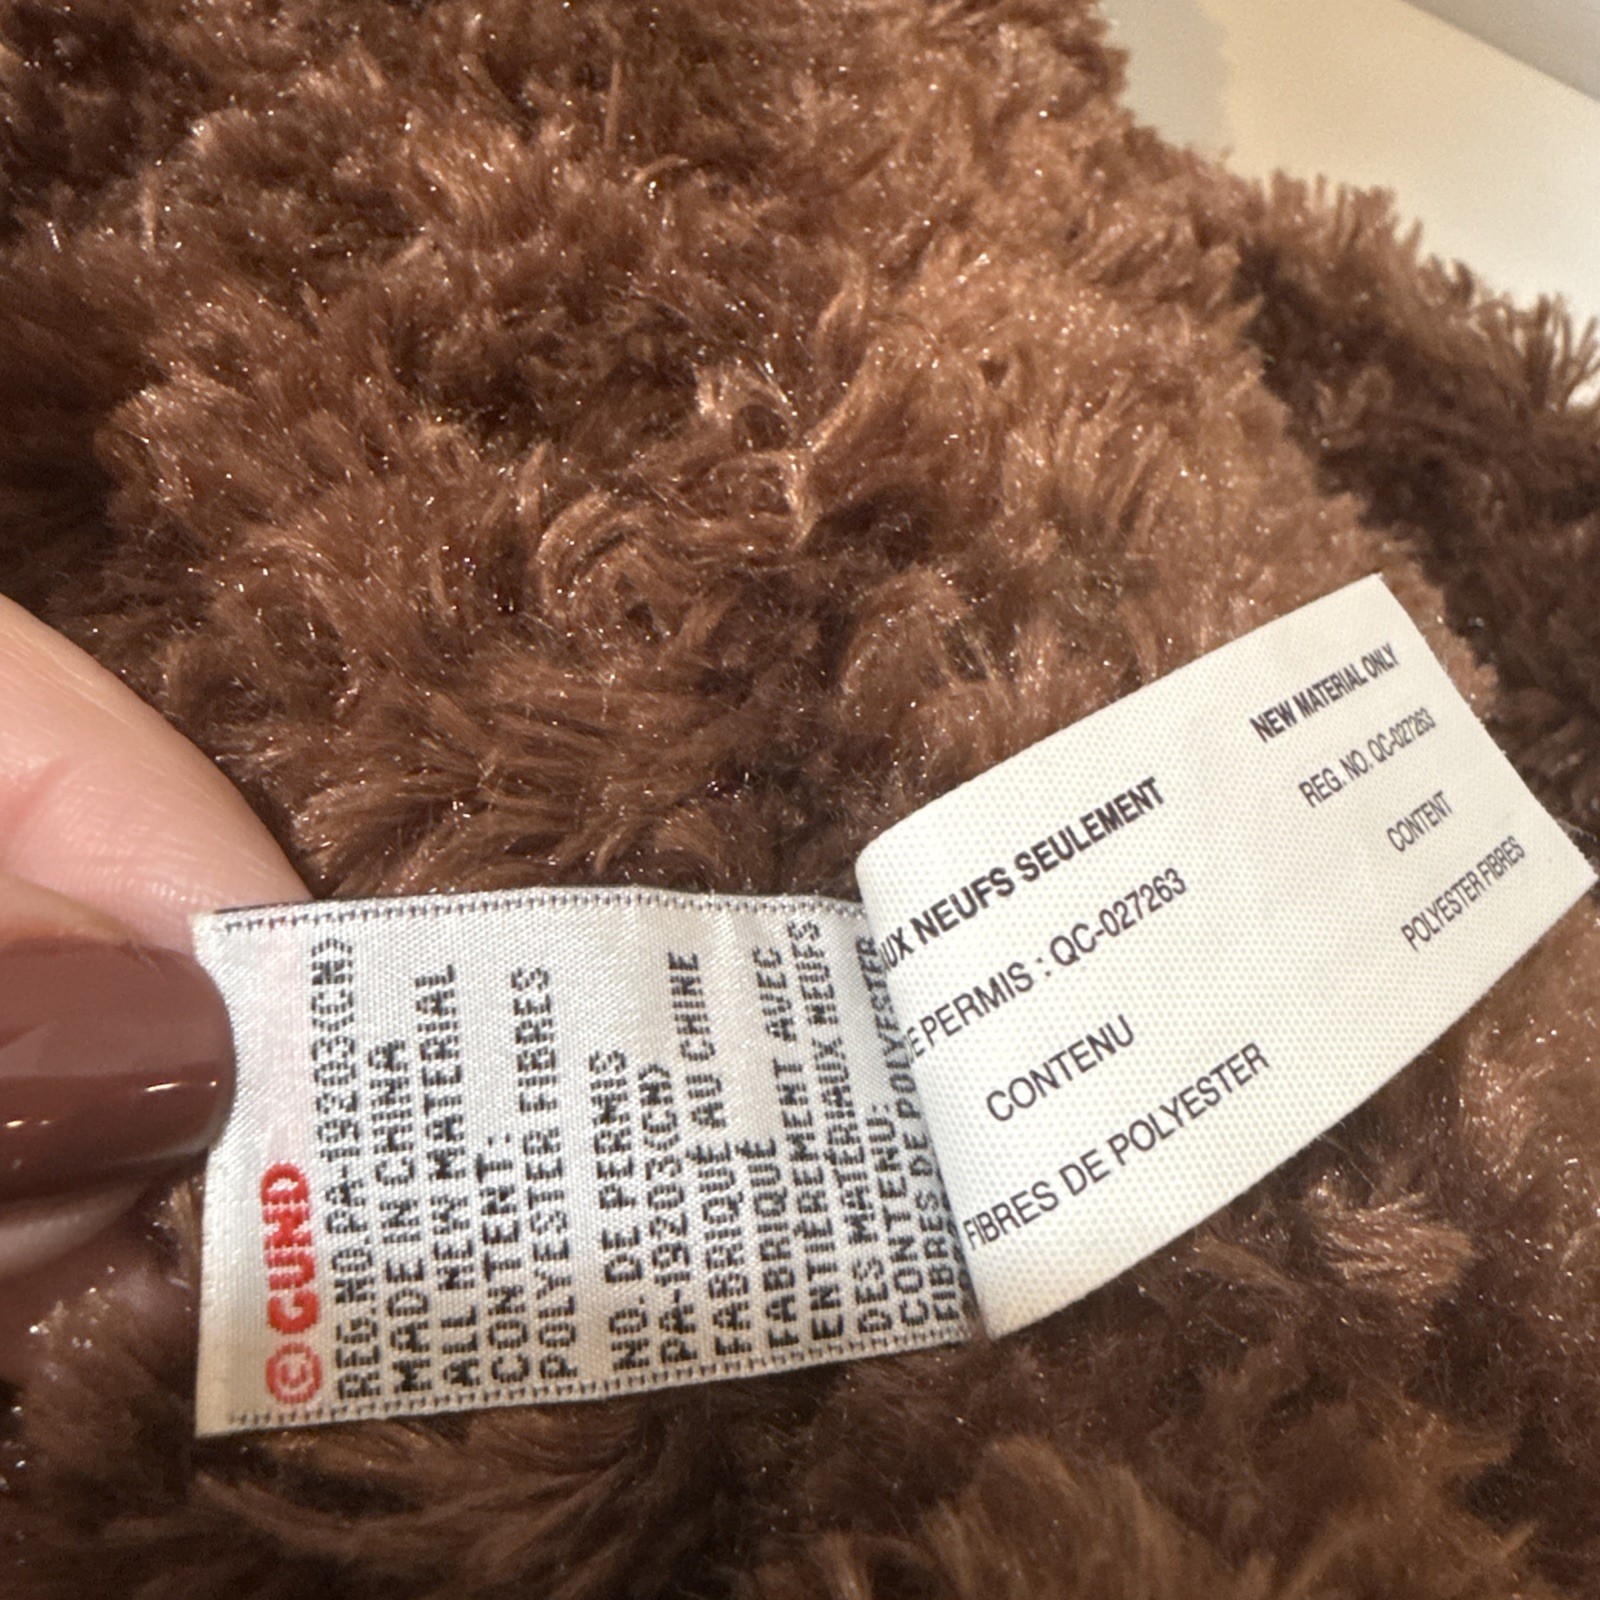 © GUND
REG.NO.PA-19203(CN)
MADE IN CHINA
ALL NEW MATERIAL
CONTENT:
POLYESTER FIBRES
NO. DE PERMIS
PA-19203(CN)
FABRIQUÉ AU CHINE
FABRIQUÉ
ENTIÈREMENT AVEC
DES MATÉRIAUX NEUFS
CONTENU:
FIBRES DE POLYESTER
NEUFS SEULEMENT
PERMIS : QC-027263
CONTENU
FIBRES DE POLYESTER
NEW MATERIAL ONLY
REG. NO. QC-027263
CONTENT
POLYESTER FIBRES